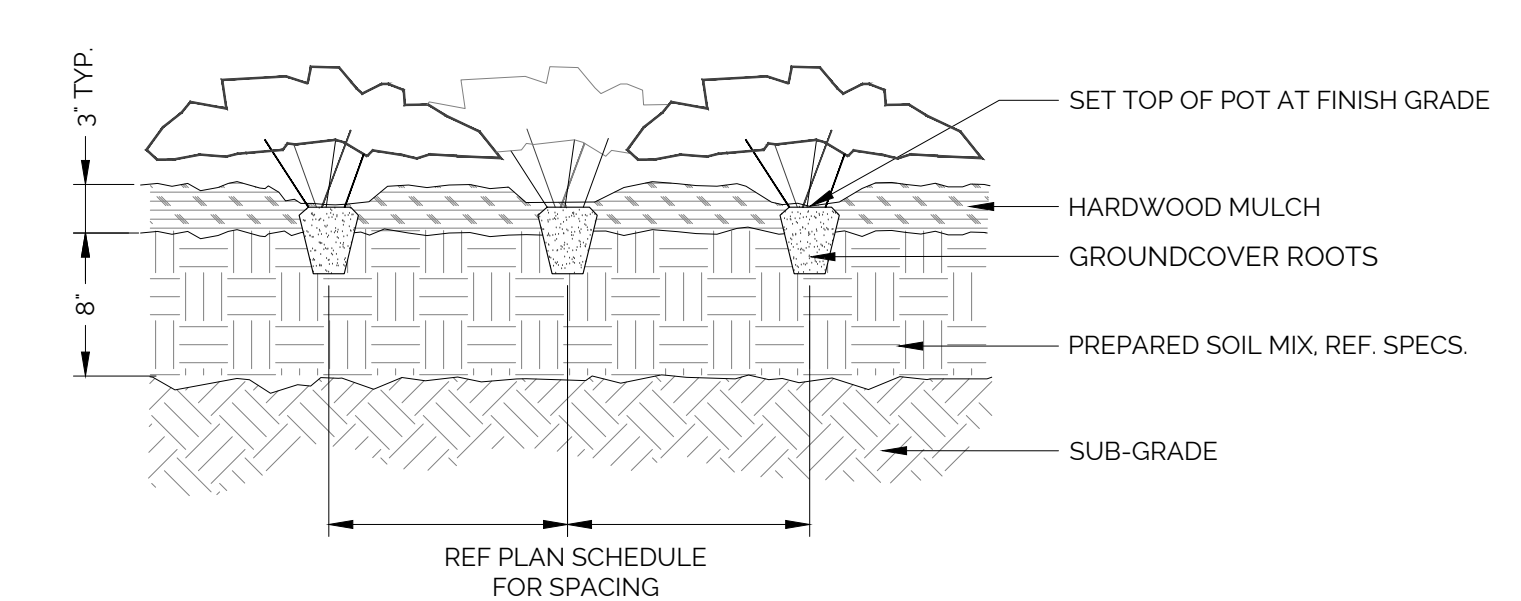 3" TYP.
SET TOP OF POT AT FINISH GRADE
HARDWOOD MULCH
GROUNDCOVER ROOTS
8"
PREPARED SOIL MIX, REF. SPECS.
SUB-GRADE
REF PLAN SCHEDULE
FOR SPACING